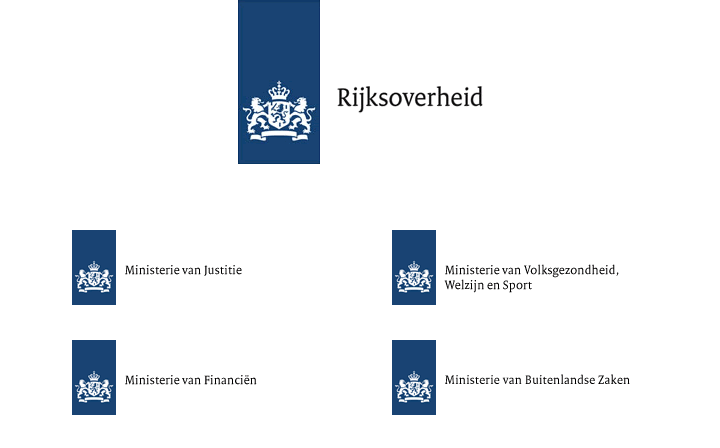 Rijksoverheid
Ministerie van Justitie
Ministerie van Volksgezondheid,
Welzijn en Sport
Ministerie van Financiën
Ministerie van Buitenlandse Zaken